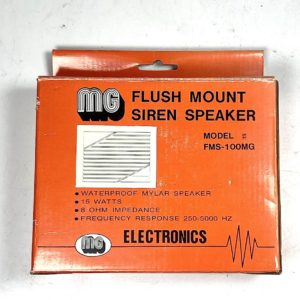 MG
FLUSH MOUNT
SIREN SPEAKER
MODEL #
FMS-100MG
• WATERPROOF MYLAR SPEAKER
• 15 WATTS
• 8 OHM IMPEDANCE
• FREQUENCY RESPONSE 250-5000 HZ
MG ELECTRONICS